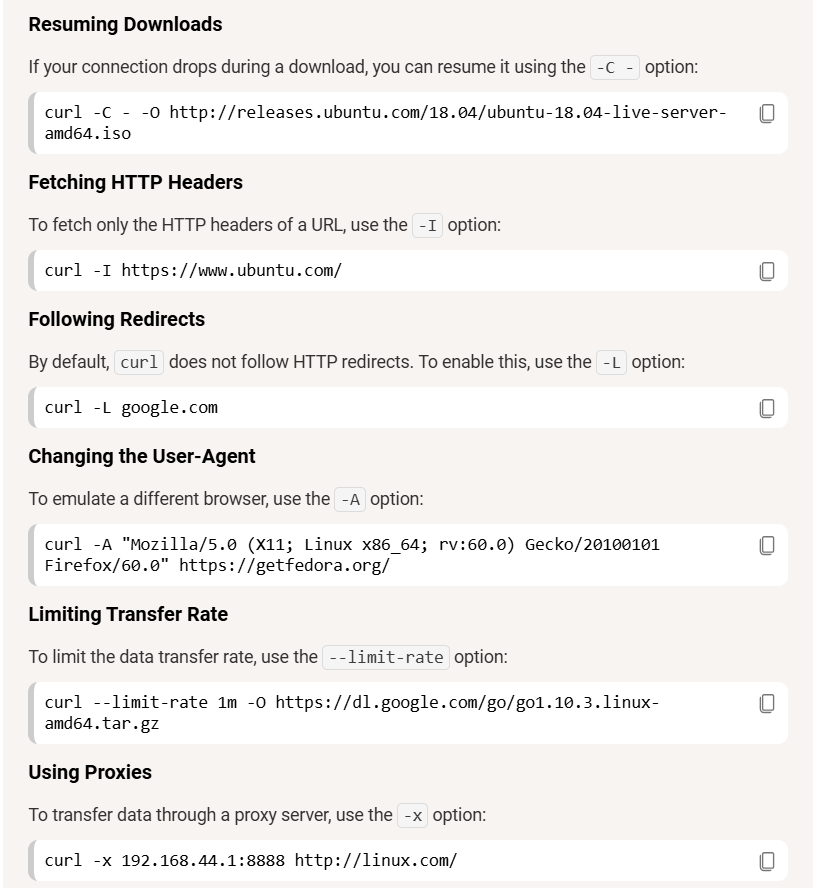 Resuming Downloads
If your connection drops during a download, you can resume it using the -C - option:
curl -C - -O http://releases.ubuntu.com/18.04/ubuntu-18.04-live-server-
amd64.iso
Fetching HTTP Headers
To fetch only the HTTP headers of a URL, use the -I option:
curl -I https://www.ubuntu.com/
Following Redirects
By default, curl does not follow HTTP redirects. To enable this, use the -L option:
curl -L google.com
Changing the User-Agent
To emulate a different browser, use the -A option:
curl -A "Mozilla/5.0 (X11; Linux x86_64; rv:60.0) Gecko/20100101
Firefox/60.0" https://getfedora.org/
Limiting Transfer Rate
To limit the data transfer rate, use the --limit-rate option:
curl --limit-rate 1m -O https://dl.google.com/go/go1.10.3.linux-
amd64.tar.gz
Using Proxies
To transfer data through a proxy server, use the -x option:
curl -x 192.168.44.1:8888 http://linux.com/